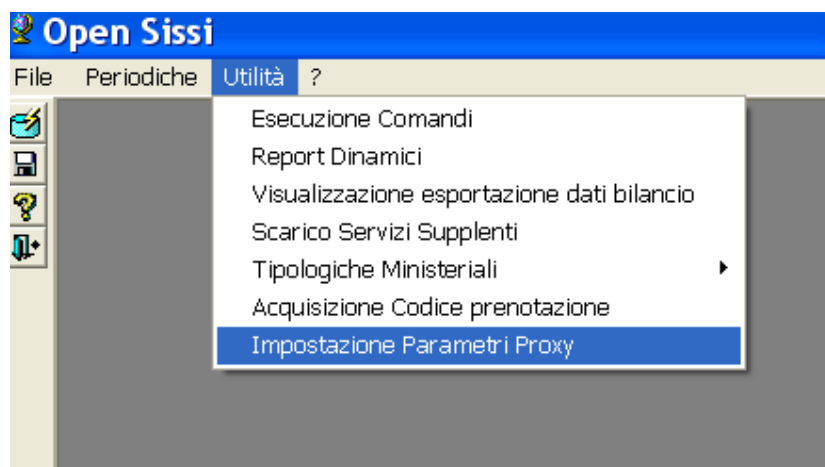 Open Sissi
File Periodiche Utilità ?
Esecuzione Comandi
Report Dinamici
Visualizzazione esportazione dati bilancio
Scarico Servizi Supplenti
Tipologiche Ministeriali
Acquisizione Codice prenotazione
Impostazione Parametri Proxy